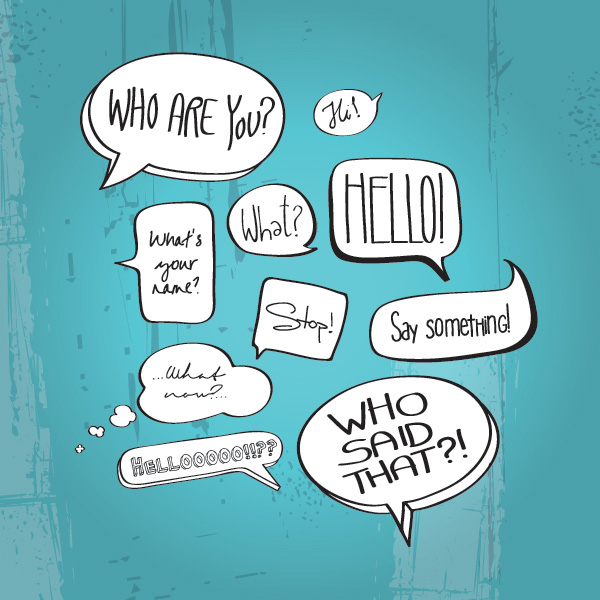 WHO ARE YOU?
Hi!
HELLO!
What?
What's
your
name?
Stop!
Say something!
...What
now?...
HELLOOOOO!!??
WHO
SAID
THAT?!